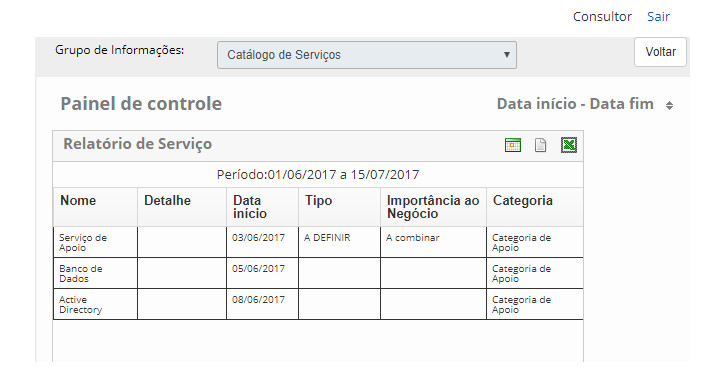 Consultor Sair
Grupo de Informações: Catálogo de Serviços Voltar
Painel de controle Data início - Data fim
Relatório de Serviço
Período:01/06/2017 a 15/07/2017
Nome Detalhe Data início Tipo Importância ao Negócio Categoria
Serviço de Apoio 03/06/2017 A DEFINIR A combinar Categoria de Apoio
Banco de Dados 05/06/2017 Categoria de Apoio
Active Directory 08/06/2017 Categoria de Apoio